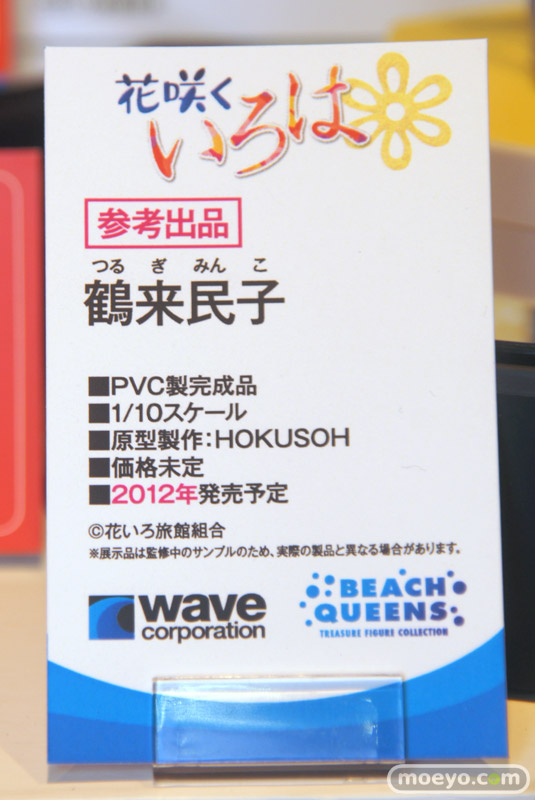 花咲く
いろは
参考出品
つるぎみんこ
鶴来民子
■PVC製完成品
■1/10スケール
■原型製作：HOKUSOH
■価格未定
■2012年発売予定
©花いろ旅館組合
※展示品は監修中のサンプルのため、実際の製品と異なる場合があります。
wave
corporation
BEACH
QUEENS
TREASURE FIGURE COLLECTION
moeyo.com